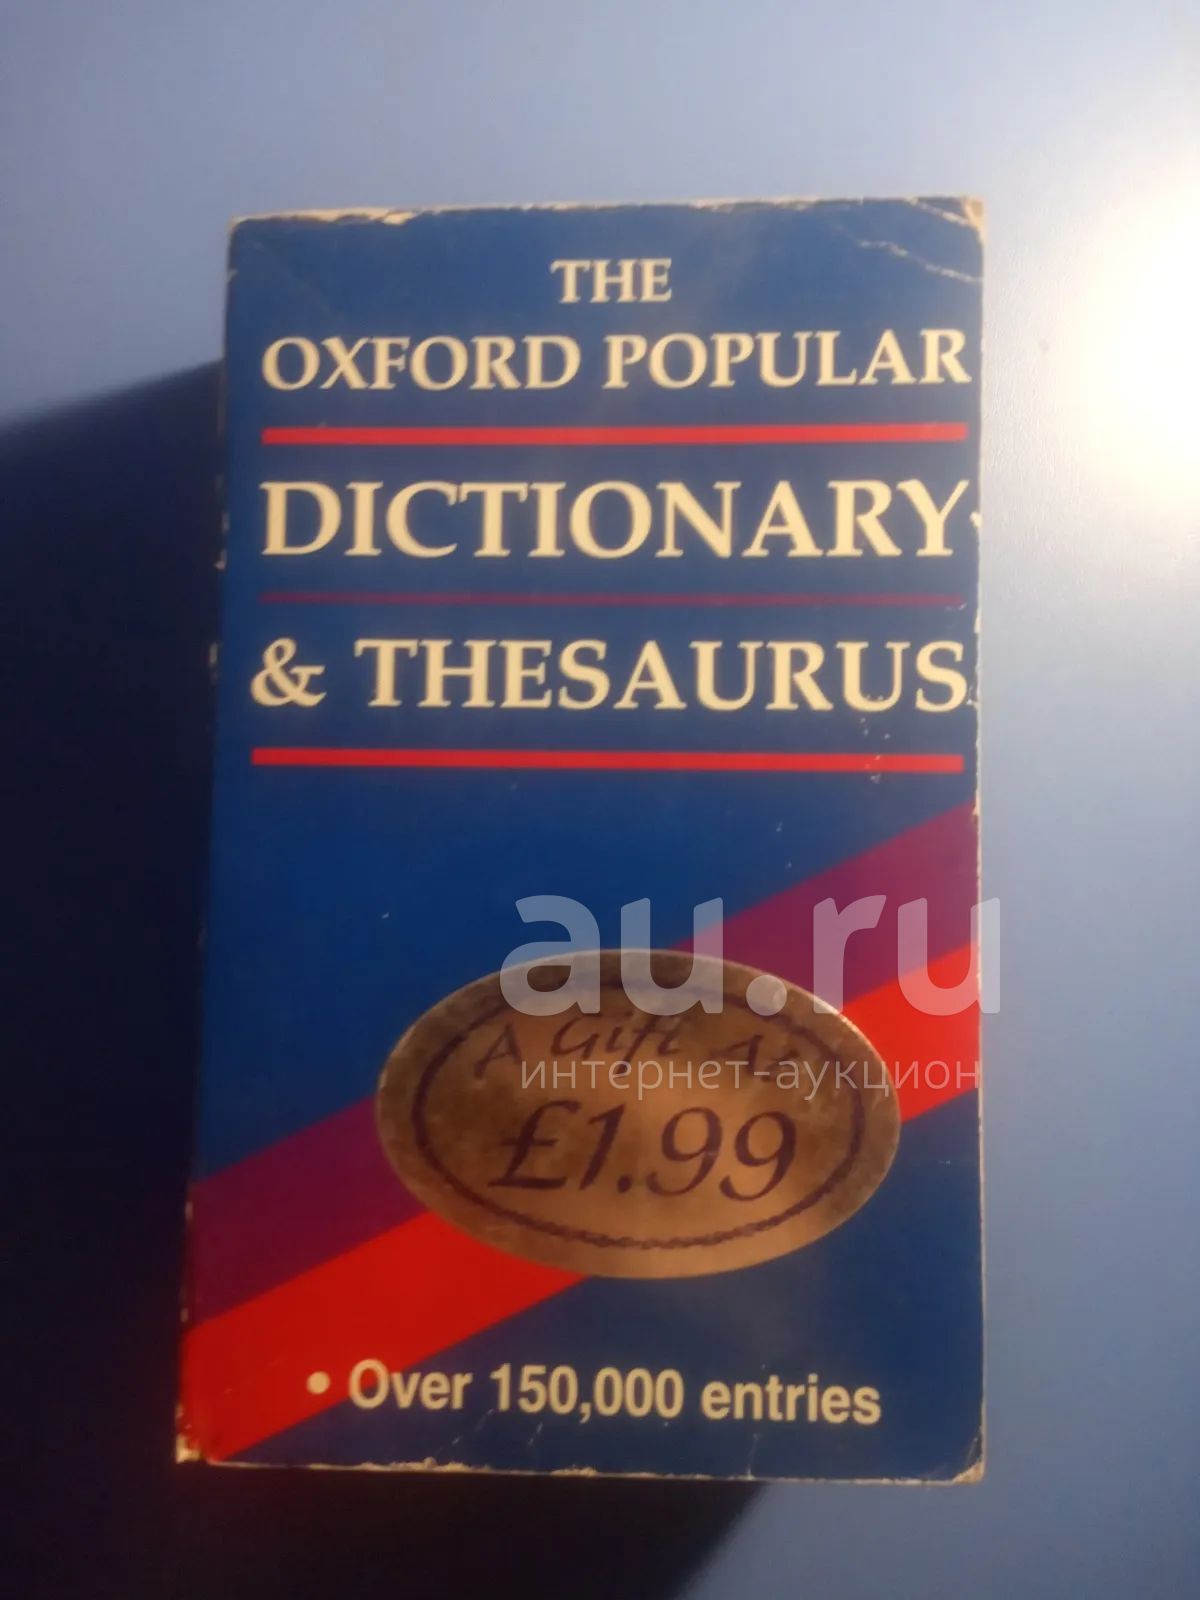 THE
OXFORD POPULAR
DICTIONARY
& THESAURUS
au.ru
A Gift At
интернет-аукцион
£1.99
• Over 150,000 entries